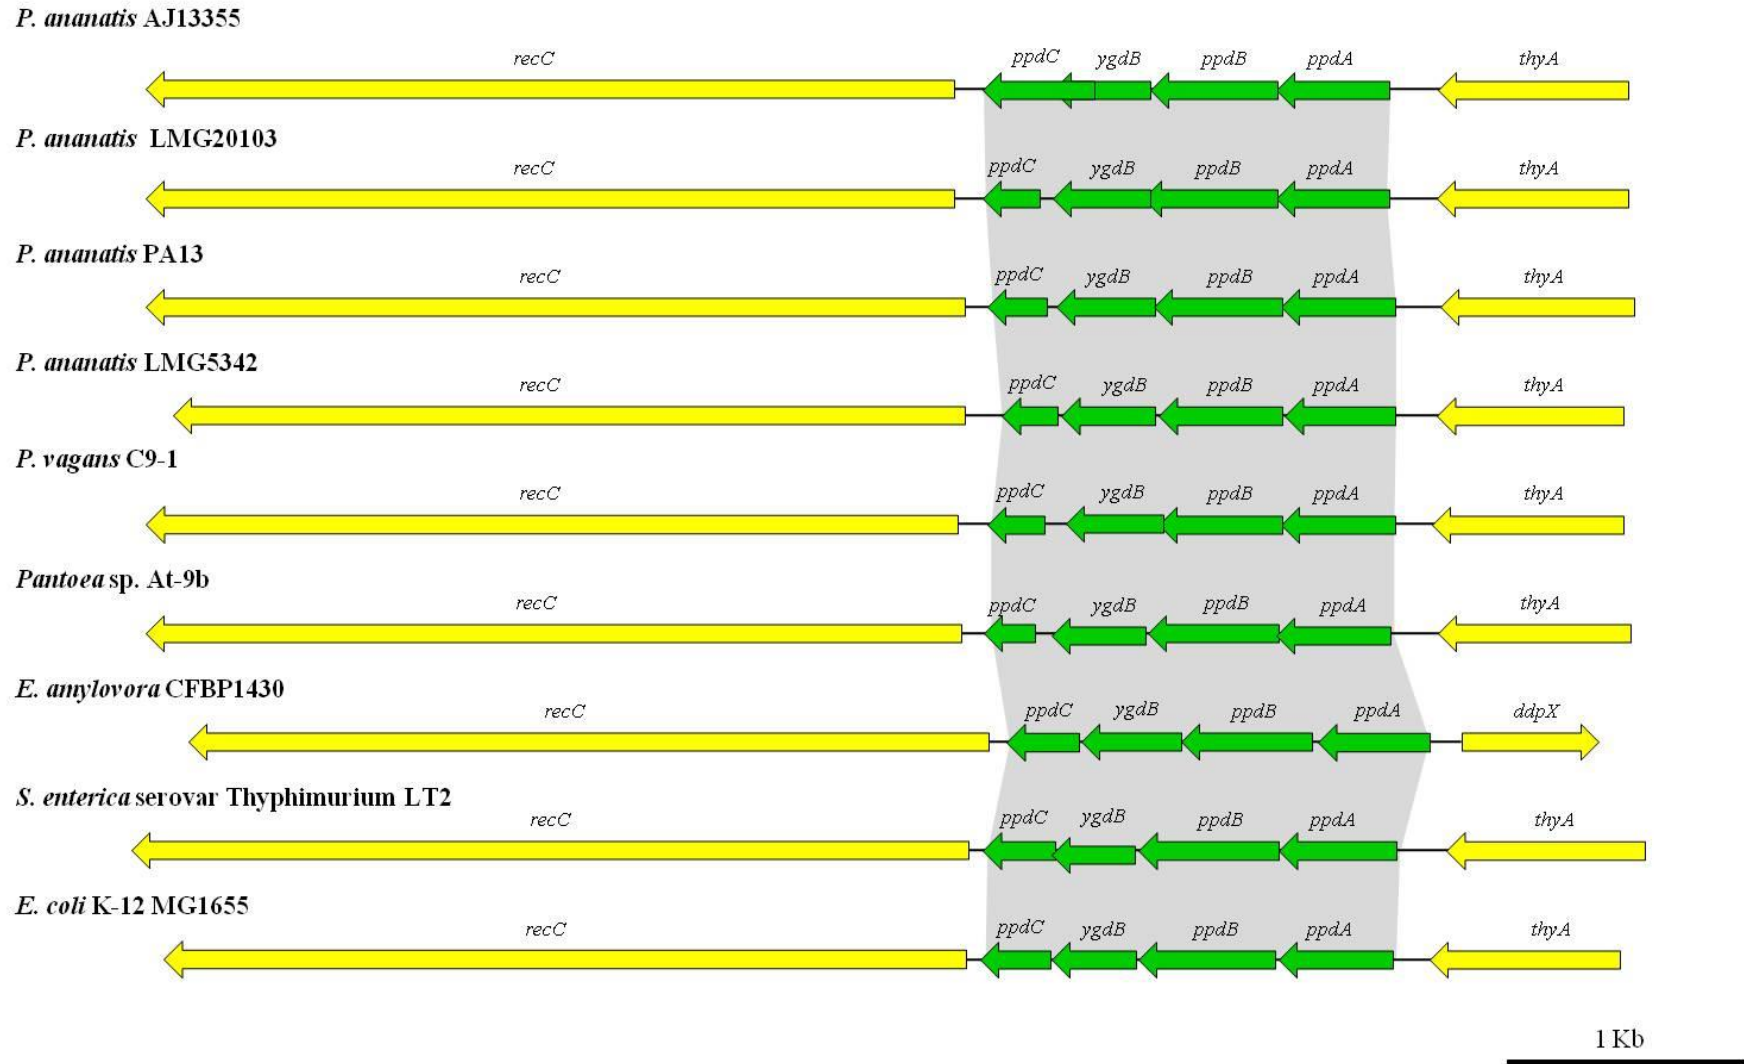 P. ananatis AJ13355
recC ppdC ygdB ppdB ppdA thyA
P. ananatis LMG20103
recC ppdC ygdB ppdB ppdA thyA
P. ananatis PA13
recC ppdC ygdB ppdB ppdA thyA
P. ananatis LMG5342
recC ppdC ygdB ppdB ppdA thyA
P. vagans C9-1
recC ppdC ygdB ppdB ppdA thyA
Pantoea sp. At-9b
recC ppdC ygdB ppdB ppdA thyA
E. amylovora CFBP1430
recC ppdC ygdB ppdB ppdA ddpX
S. enterica serovar Thyphimurium LT2
recC ppdC ygdB ppdB ppdA thyA
E. coli K-12 MG1655
recC ppdC ygdB ppdB ppdA thyA
1 Kb